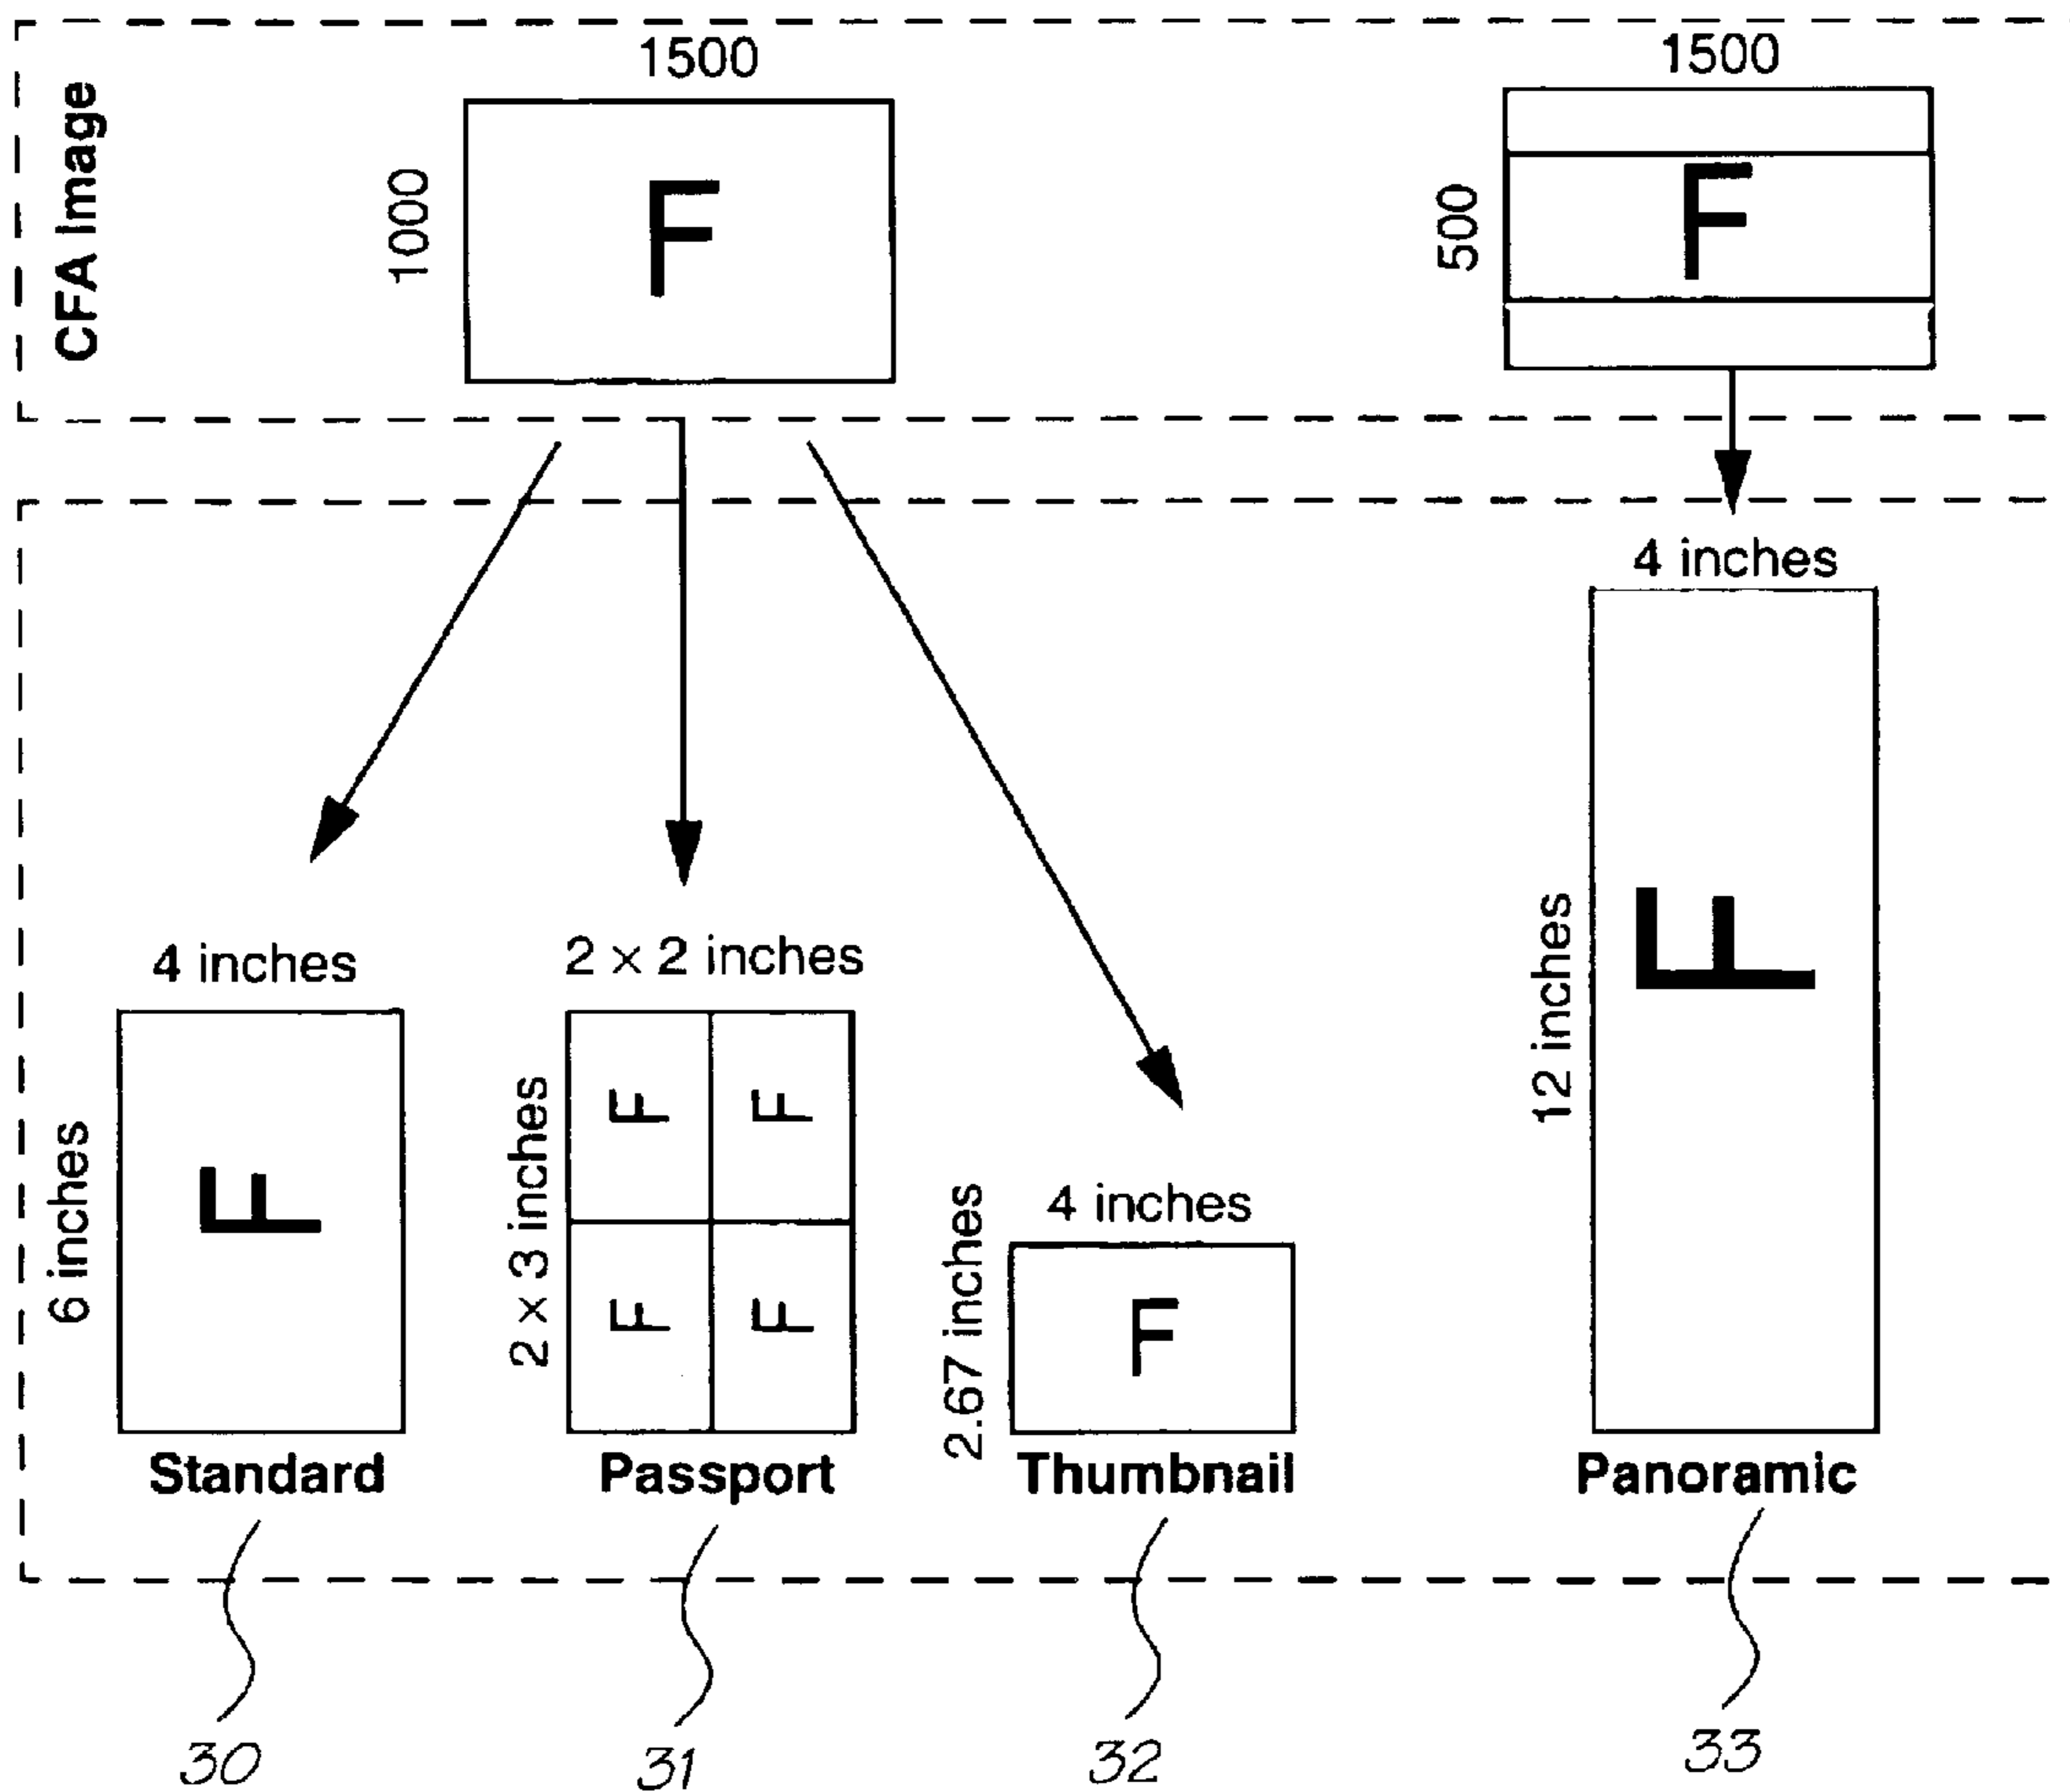 CFA Image
1500
1000
F
1500
500
F
4 inches
6 inches
F
Standard
2 × 2 inches
2 × 3 inches
F F
F F
Passport
4 inches
2.67 inches
F
Thumbnail
4 inches
12 inches
F
Panoramic
30
31
32
33